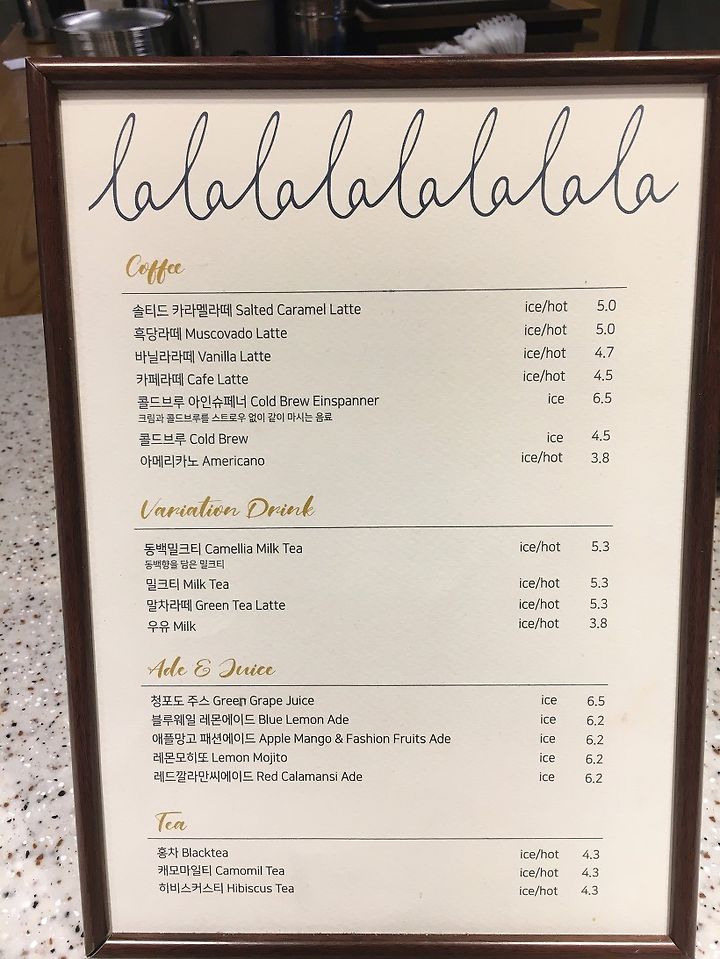 lalalalalalalala
Coffee
솔티드 카라멜라떼 Salted Caramel Latte ice/hot 5.0
흑당라떼 Muscovado Latte ice/hot 5.0
바닐라라떼 Vanilla Latte ice/hot 4.7
카페라떼 Cafe Latte ice/hot 4.5
콜드브루 아인슈페너 Cold Brew Einspanner ice 6.5
크림과 콜드브루를 스트로우 없이 같이 마시는 음료
콜드브루 Cold Brew ice 4.5
아메리카노 Americano ice/hot 3.8
Variation Drink
동백밀크티 Camellia Milk Tea ice/hot 5.3
동백향을 담은 밀크티
밀크티 Milk Tea ice/hot 5.3
말차라떼 Green Tea Latte ice/hot 5.3
우유 Milk ice/hot 3.8
Ade & Juice
청포도 주스 Green Grape Juice ice 6.5
블루웨일 레몬에이드 Blue Lemon Ade ice 6.2
애플망고 패션에이드 Apple Mango & Fashion Fruits Ade ice 6.2
레몬모히또 Lemon Mojito ice 6.2
레드깔라만씨에이드 Red Calamansi Ade ice 6.2
Tea
홍차 Blacktea ice/hot 4.3
캐모마일티 Camomil Tea ice/hot 4.3
히비스커스티 Hibiscus Tea ice/hot 4.3